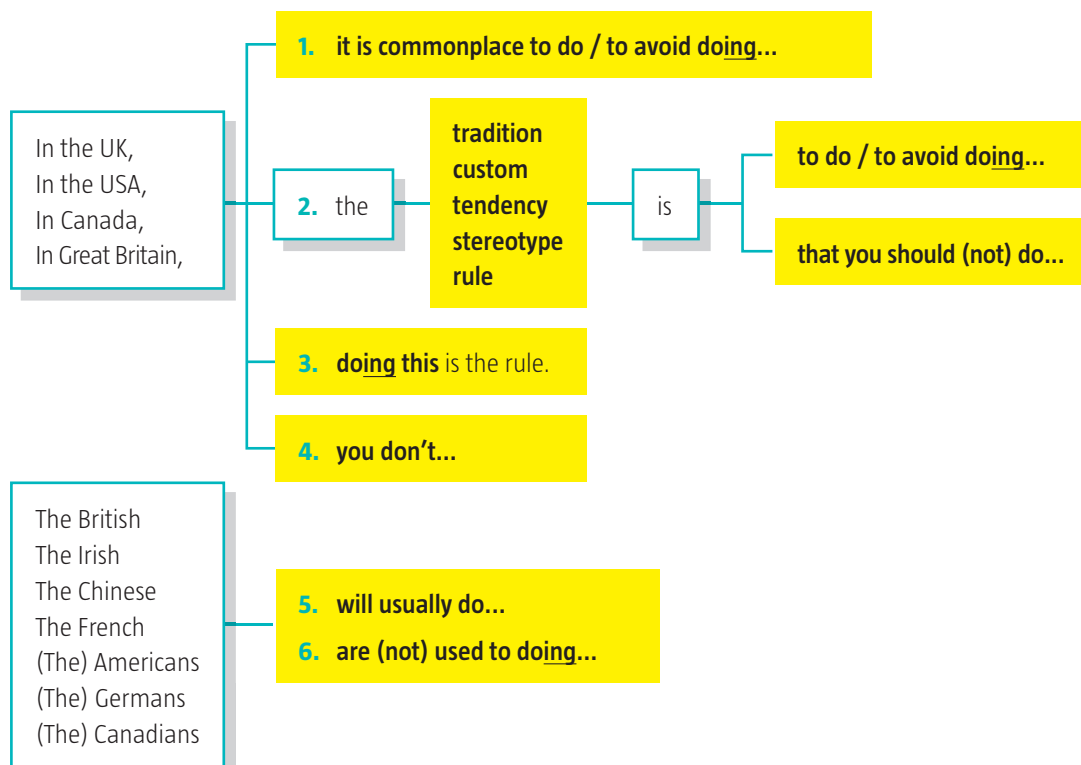 1. it is commonplace to do / to avoid doing...
In the UK,
In the USA,
In Canada,
In Great Britain,
2. the
tradition
custom
tendency
stereotype
rule
is
to do / to avoid doing...
that you should (not) do...
3. doing this is the rule.
4. you don't...
The British
The Irish
The Chinese
The French
(The) Americans
(The) Germans
(The) Canadians
5. will usually do...
6. are (not) used to doing...